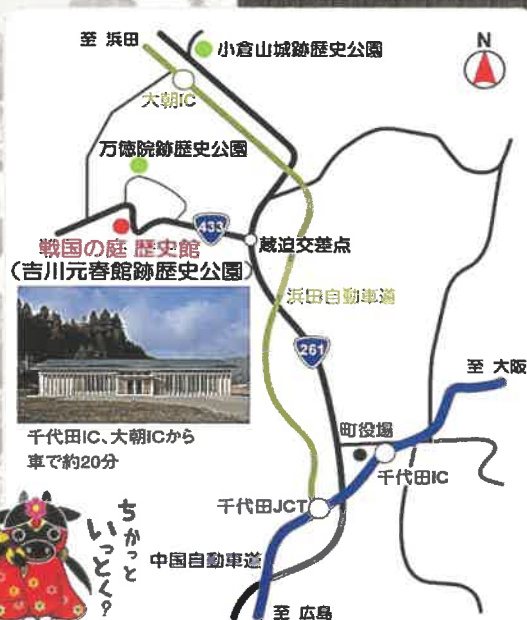 至 浜田
小倉山城跡歴史公園
N
大朝IC
万徳院跡歴史公園
433
戦国の庭 歴史館
(吉川元春館跡歴史公園)
蔵迫交差点
浜田自動車道
261
至 大阪
千代田IC、大朝ICから
車で約20分
町役場
千代田IC
千代田JCT
ちかっと
いっとく?
中国自動車道
至 広島